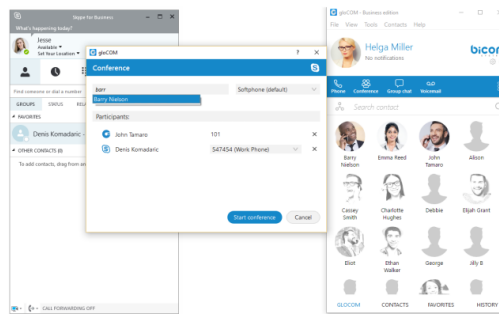 Skype for Business
What's happening today?
Jesse
Available
Set Your Location
Find someone or dial a number
GROUPS STATUS
FAVORITES
Denis Komadaric -
OTHER CONTACTS (0)
To add contacts, drag from an
CALL FORWARDING OFF
gloCOM
Conference
barr
Softphone (default)
Barry Nielson
Participants:
John Tamaro 101
Denis Komadaric 547454 (Work Phone)
Start conference Cancel
gloCOM - Business edition
File View Tools Contacts Help
Helga Miller
No notifications
bicom
Phone Conference Group chat Voicemail
Search contact
Barry Nielson
Emma Reed
John Tamaro
Alison
Cassey Smith
Charlotte Hughes
Debbie
Elijah Grant
Eliot
Ethan Walker
George
Jilly B
GLOCOM CONTACTS FAVORITES HISTORY